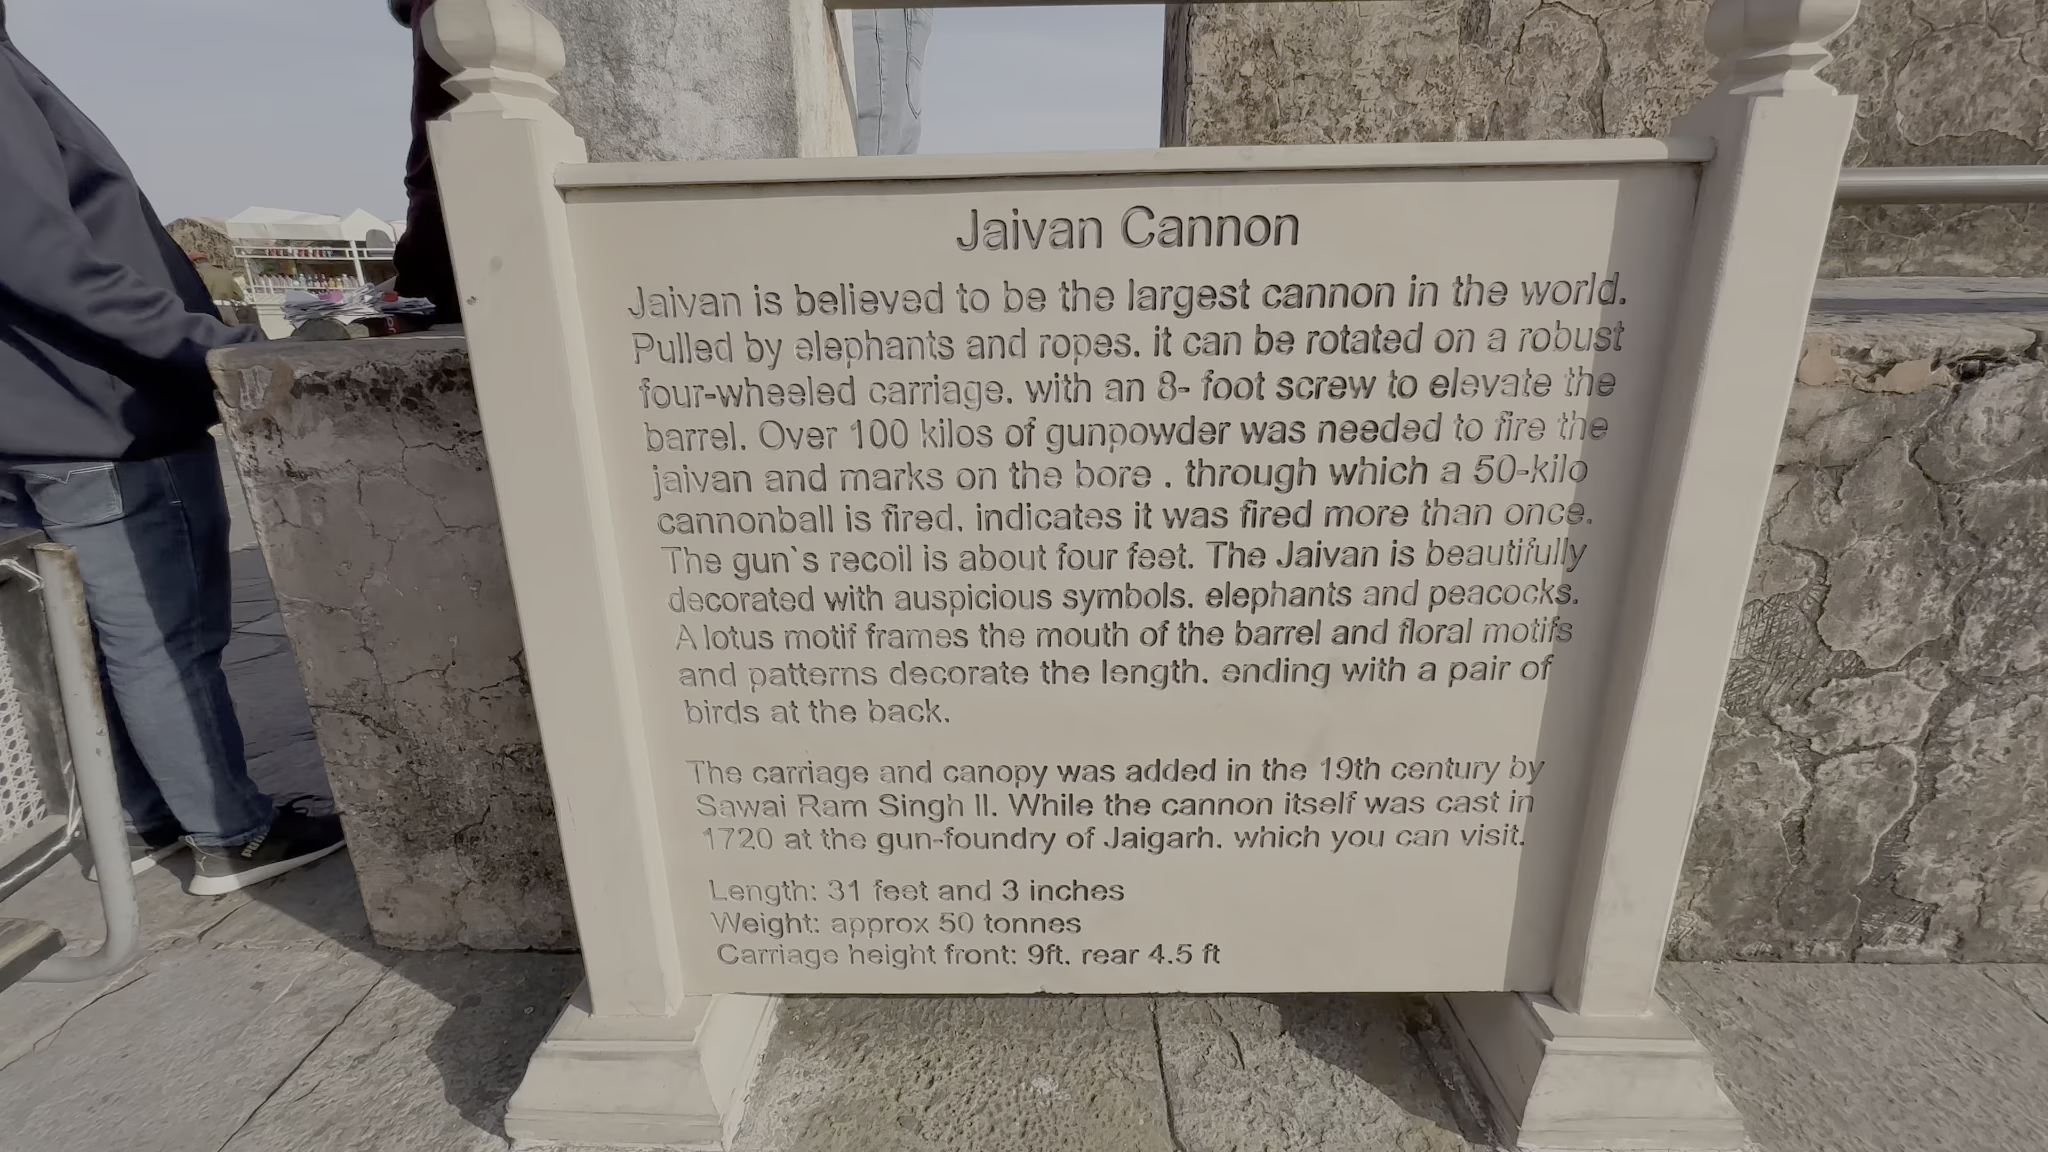 Jaivan Cannon
Jaivan is believed to be the largest cannon in the world.
Pulled by elephants and ropes. it can be rotated on a robust
four-wheeled carriage. with an 8- foot screw to elevate the
barrel. Over 100 kilos of gunpowder was needed to fire the
jaivan and marks on the bore . through which a 50-kilo
cannonball is fired. indicates it was fired more than once.
The gun`s recoil is about four feet. The Jaivan is beautifully
decorated with auspicious symbols. elephants and peacocks.
A lotus motif frames the mouth of the barrel and floral motifs
and patterns decorate the length. ending with a pair of
birds at the back.
The carriage and canopy was added in the 19th century by
Sawai Ram Singh II. While the cannon itself was cast in
1720 at the gun-foundry of Jaigarh. which you can visit.
Length: 31 feet and 3 inches
Weight: approx 50 tonnes
Carriage height front: 9ft. rear 4.5 ft
PUMA